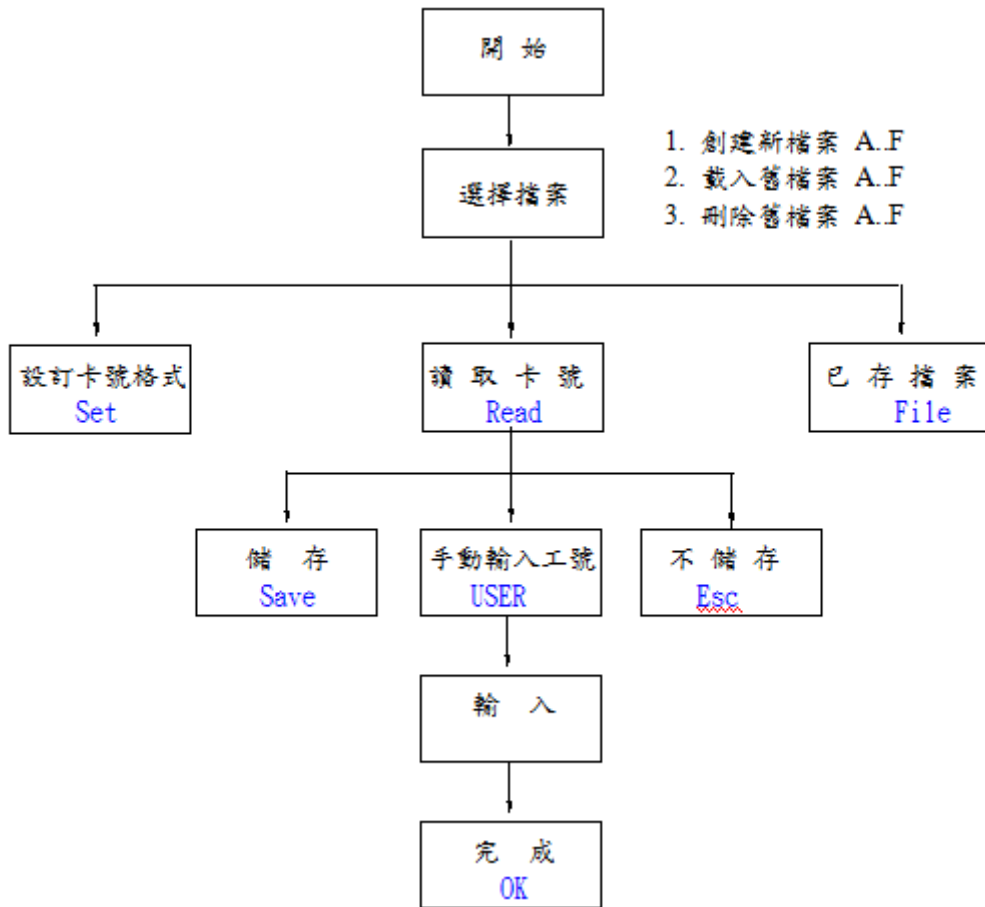 開 始
1. 創建新檔案 A..F
選擇檔案
2. 載入舊檔案 A..F
3. 刪除舊檔案 A..F
設訂卡號格式
Set
讀 取 卡 號
Read
已 存 檔 案
File
儲 存
Save
手動輸入工號
USER
不 儲 存
Esc
輸 入
完 成
OK